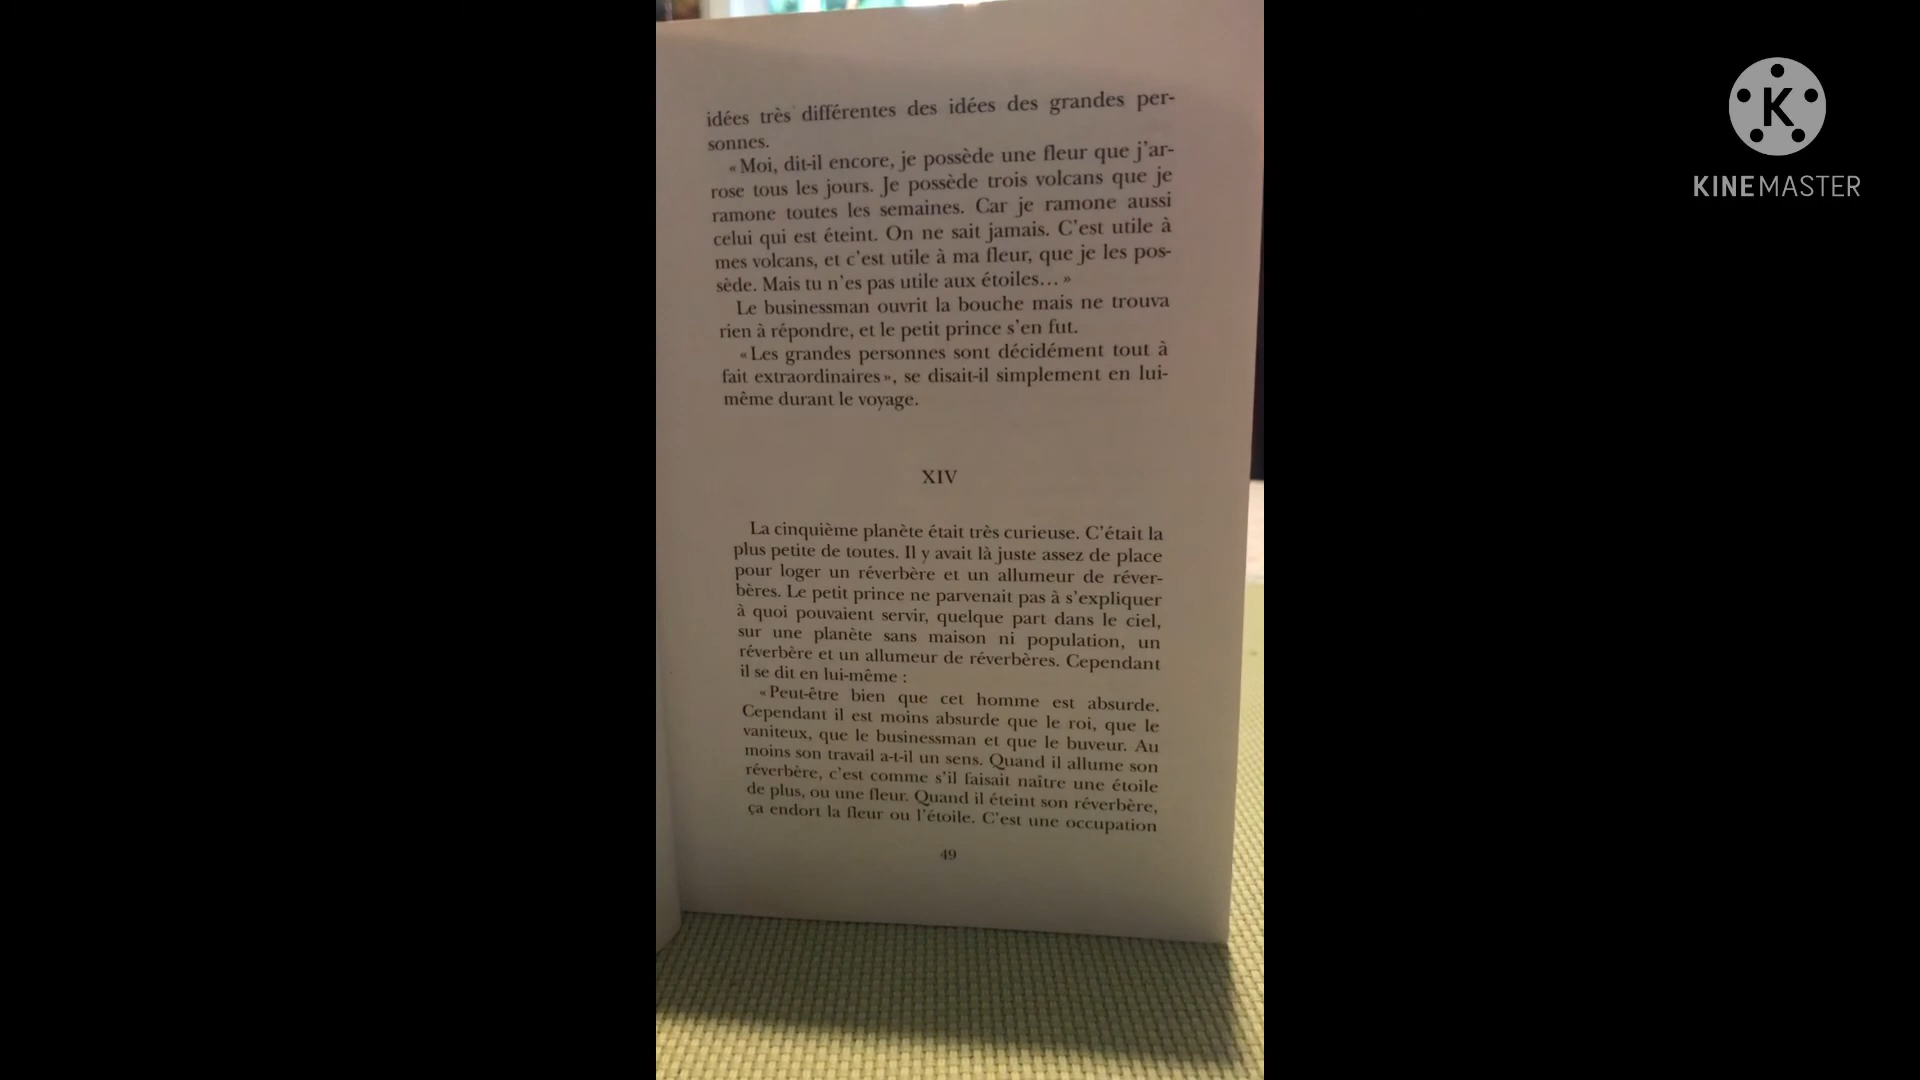 idées très différentes des idées des grandes per-
sonnes.
« Moi, dit-il encore, je possède une fleur que j'ar-
rose tous les jours. Je possède trois volcans que je
ramone toutes les semaines. Car je ramone aussi
celui qui est éteint. On ne sait jamais. C'est utile à
mes volcans, et c'est utile à ma fleur, que je les pos-
sède. Mais tu n'es pas utile aux étoiles… »
Le businessman ouvrit la bouche mais ne trouva
rien à répondre, et le petit prince s'en fut.
« Les grandes personnes sont décidément tout à
fait extraordinaires », se disait-il simplement en lui-
même durant le voyage.
XIV
La cinquième planète était très curieuse. C'était la
plus petite de toutes. Il y avait là juste assez de place
pour loger un réverbère et un allumeur de réver-
bères. Le petit prince ne parvenait pas à s'expliquer
à quoi pouvaient servir, quelque part dans le ciel,
sur une planète sans maison ni population, un
réverbère et un allumeur de réverbères. Cependant
il se dit en lui-même :
« Peut-être bien que cet homme est absurde.
Cependant il est moins absurde que le roi, que le
vaniteux, que le businessman et que le buveur. Au
moins son travail a-t-il un sens. Quand il allume son
réverbère, c'est comme s'il faisait naître une étoile
de plus, ou une fleur. Quand il éteint son réverbère,
ça endort la fleur ou l'étoile. C'est une occupation
49
K
KINEMASTER